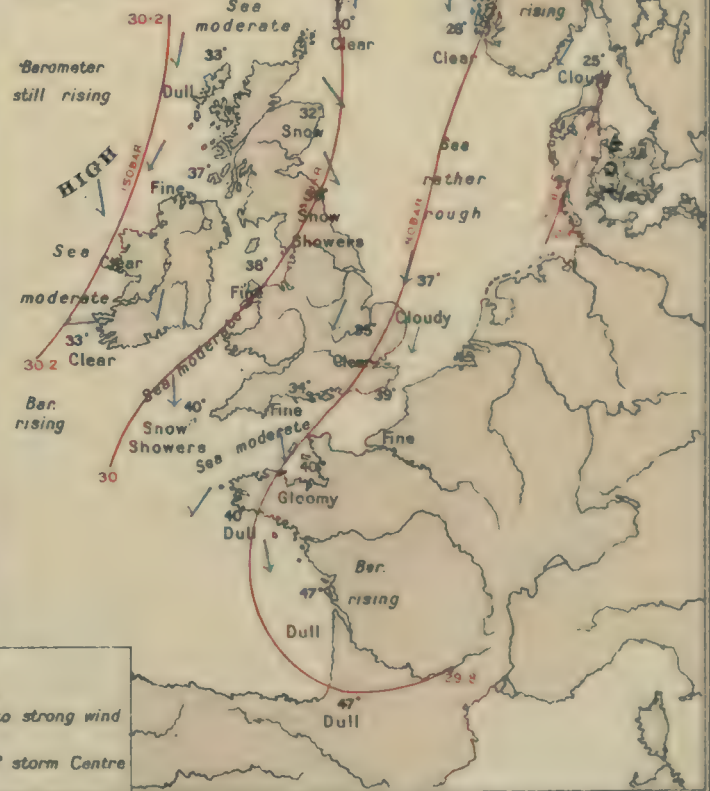 30·2
Sea
moderate
30°
Clear
28°
Clear
rising
25°
Cloudy
Barometer
still rising
33°
Dull
32°
Snow
37°
Fine
HIGH
ISOBAR
ISOBAR
Sea
rather
rough
ISOBAR
LOW
Snow
Showers
Sea
moderate
Clear
38°
Fine
37°
Cloudy
35°
Clear
33°
Clear
30·2
Sea moderate
Bar.
rising
40°
Snow
Showers
30
34°
Fine
39°
Fine
Sea moderate
40°
Gloomy
40°
Dull
47°
Dull
Bar.
rising
29·8
47°
Dull
to strong wind
storm Centre